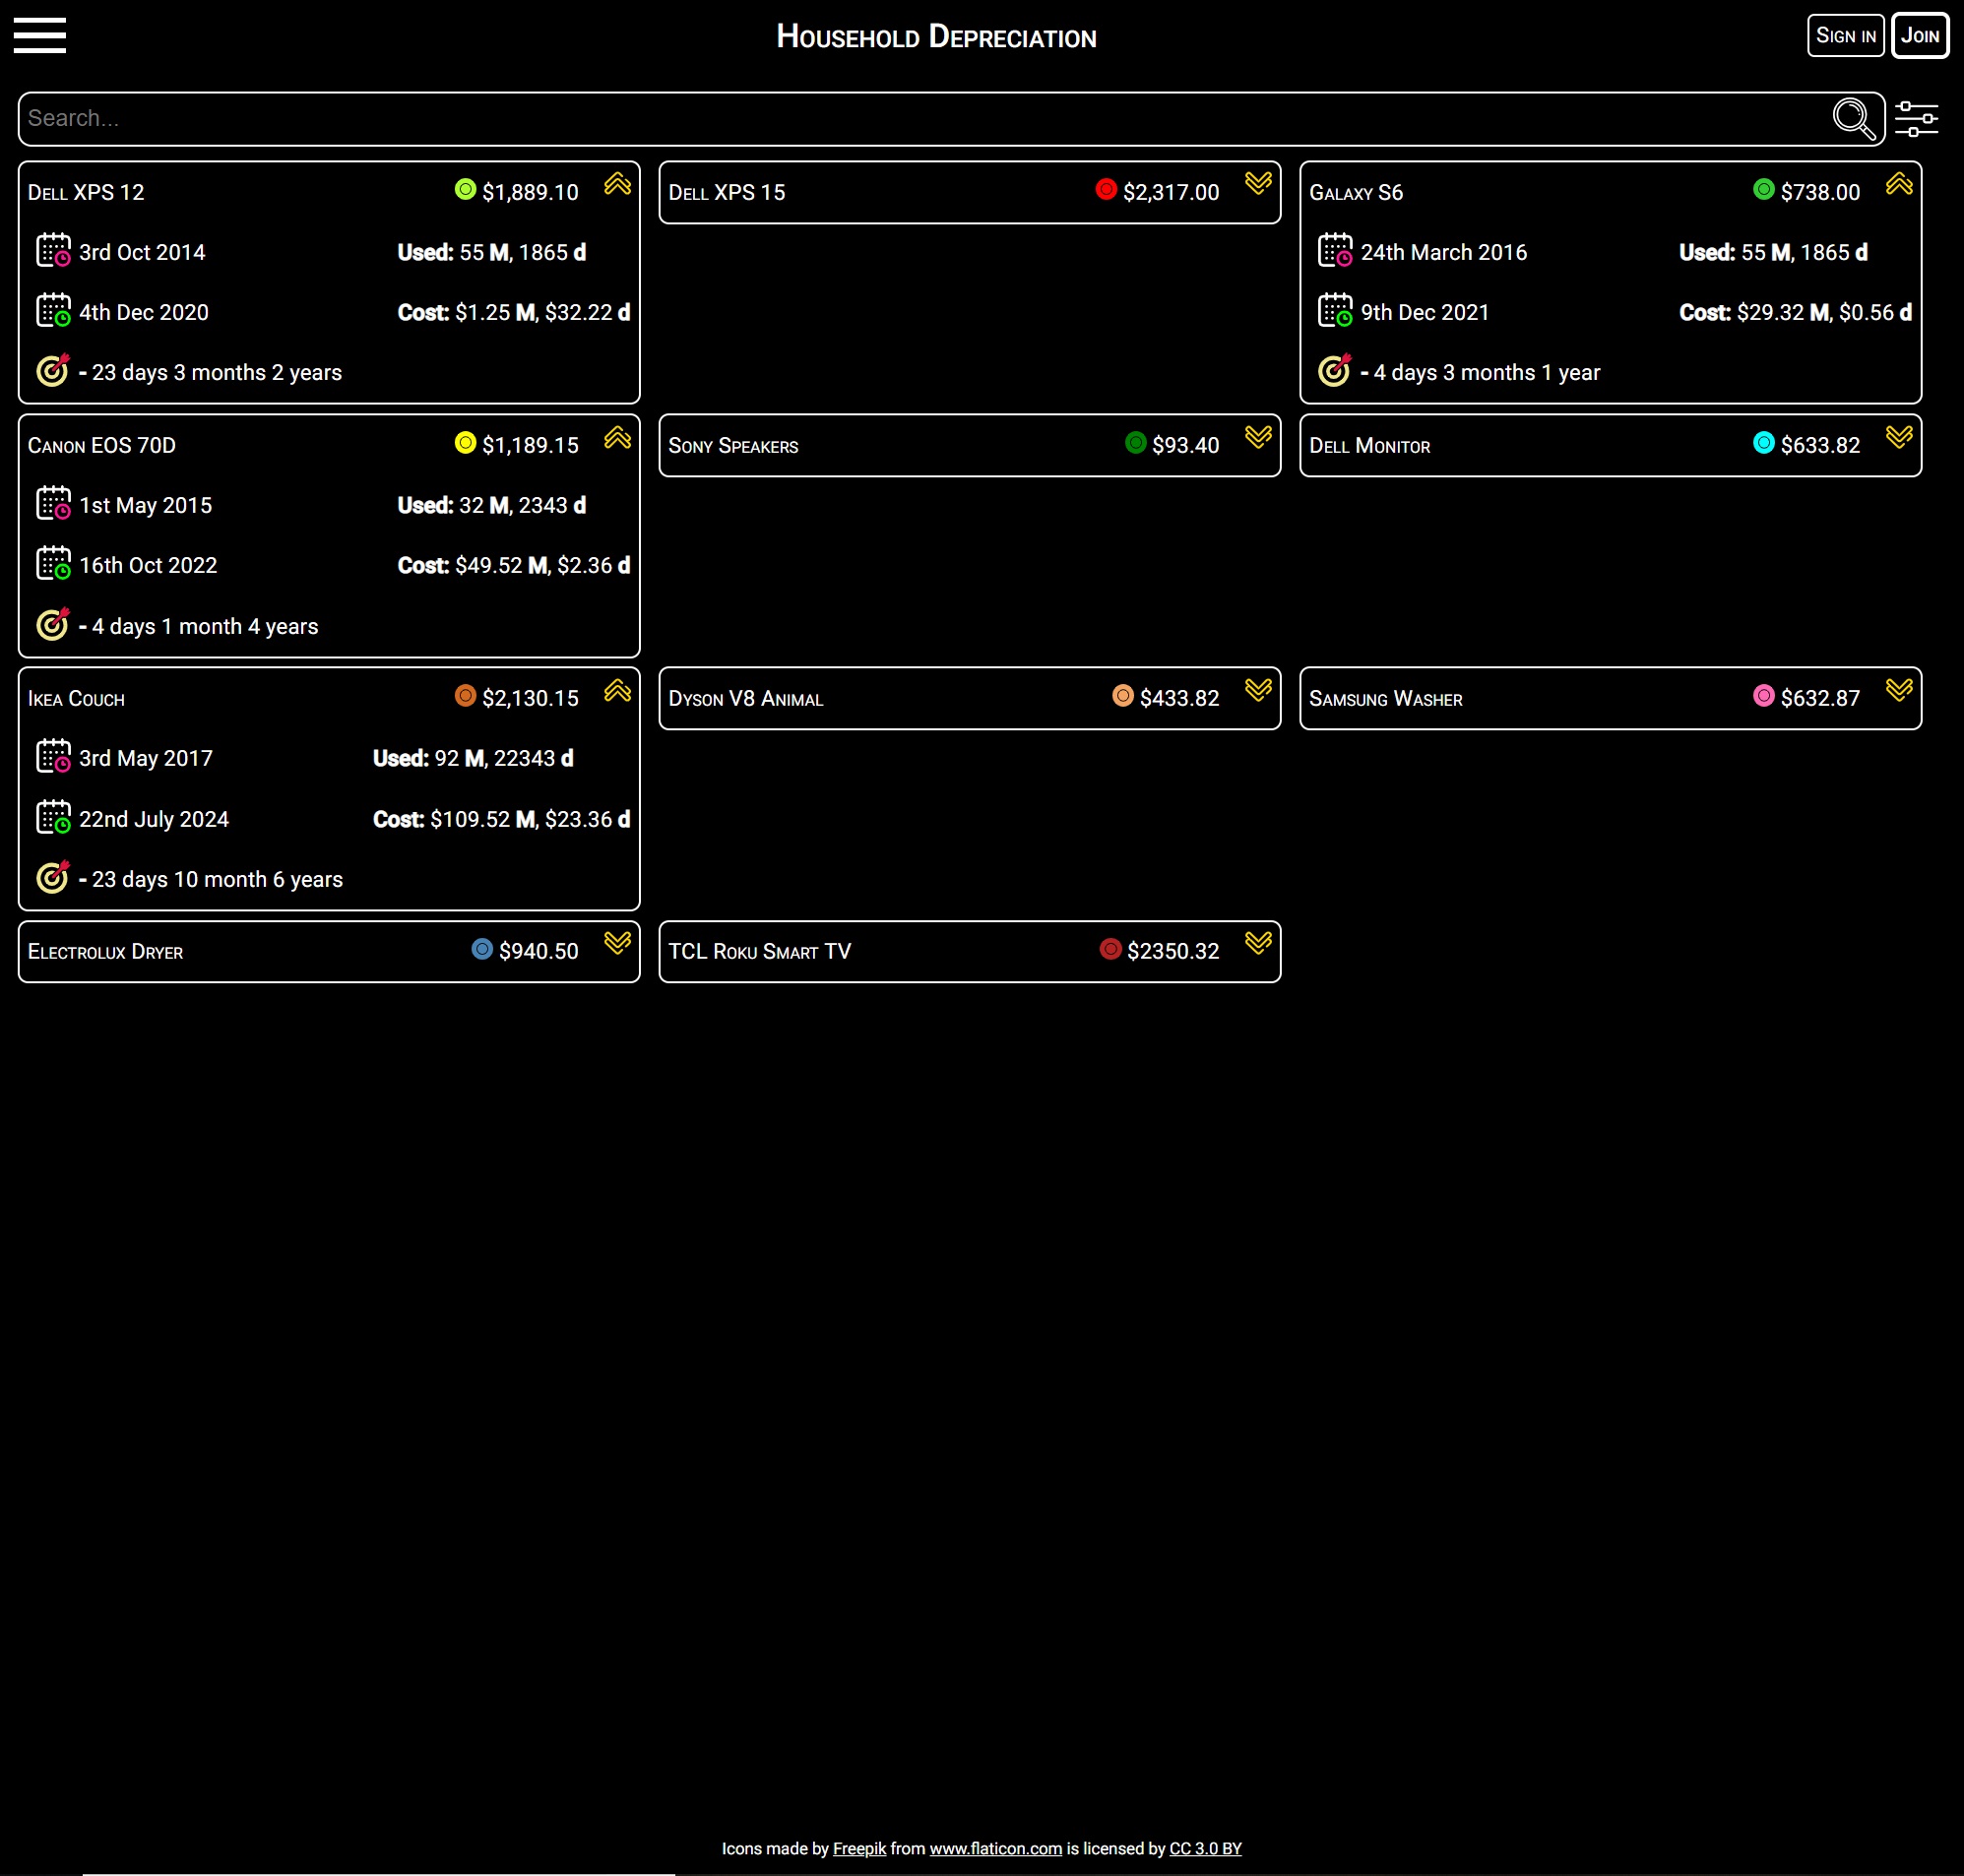 Household Depreciation
Sign in
Join
Search...
Dell XPS 12 $1,889.10
3rd Oct 2014 Used: 55 M, 1865 d
4th Dec 2020 Cost: $1.25 M, $32.22 d
- 23 days 3 months 2 years
Dell XPS 15 $2,317.00
Galaxy S6 $738.00
24th March 2016 Used: 55 M, 1865 d
9th Dec 2021 Cost: $29.32 M, $0.56 d
- 4 days 3 months 1 year
Canon EOS 70D $1,189.15
1st May 2015 Used: 32 M, 2343 d
16th Oct 2022 Cost: $49.52 M, $2.36 d
- 4 days 1 month 4 years
Sony Speakers $93.40
Dell Monitor $633.82
Ikea Couch $2,130.15
3rd May 2017 Used: 92 M, 22343 d
22nd July 2024 Cost: $109.52 M, $23.36 d
- 23 days 10 month 6 years
Dyson V8 Animal $433.82
Samsung Washer $632.87
Electrolux Dryer $940.50
TCL Roku Smart TV $2350.32
Icons made by Freepik from www.flaticon.com is licensed by CC 3.0 BY